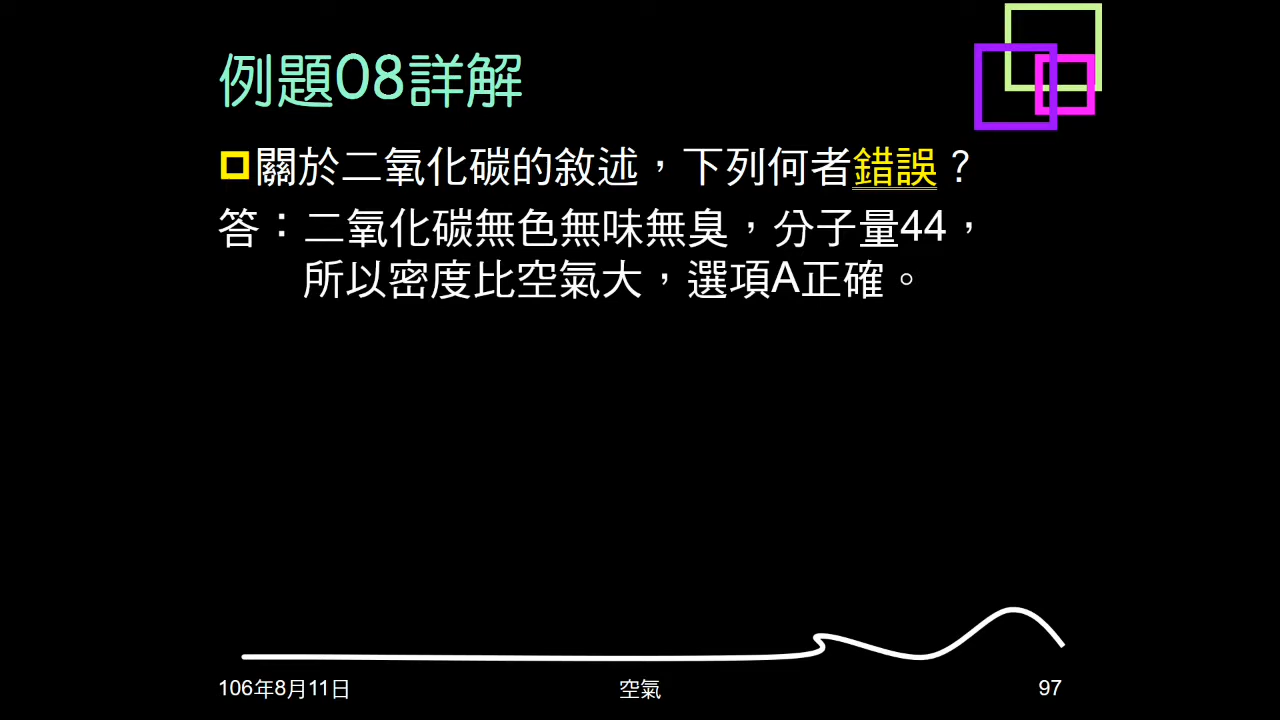 例題08詳解
關於二氧化碳的敘述，下列何者錯誤？
答：二氧化碳無色無味無臭，分子量44，
所以密度比空氣大，選項A正確。
106年8月11日
空氣
97